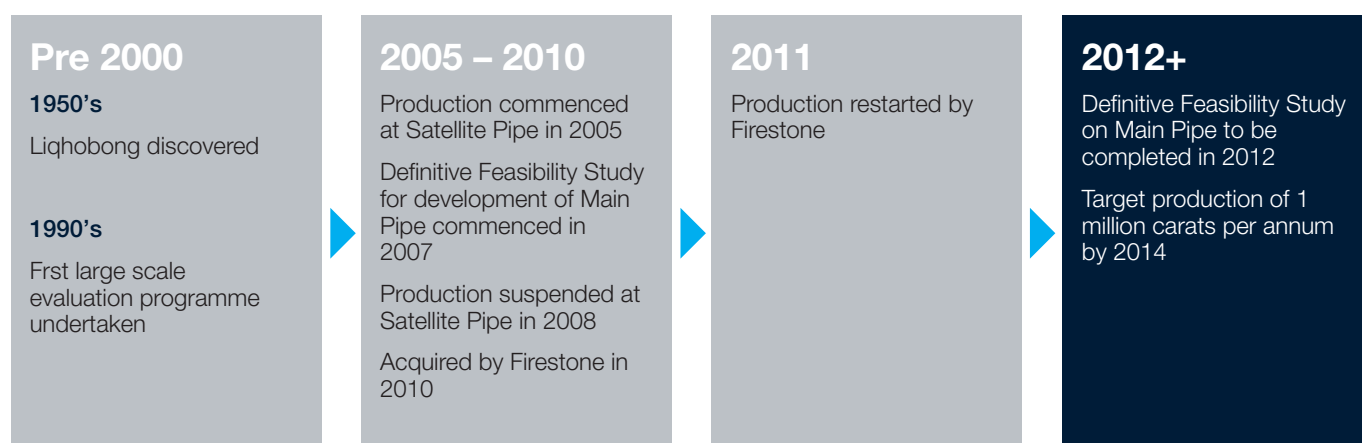 Pre 2000
1950's
Liqhobong discovered
1990's
Frst large scale
evaluation programme
undertaken
2005 – 2010
Production commenced
at Satellite Pipe in 2005
Definitive Feasibility Study
for development of Main
Pipe commenced in
2007
Production suspended at
Satellite Pipe in 2008
Acquired by Firestone in
2010
2011
Production restarted by
Firestone
2012+
Definitive Feasibility Study
on Main Pipe to be
completed in 2012
Target production of 1
million carats per annum
by 2014